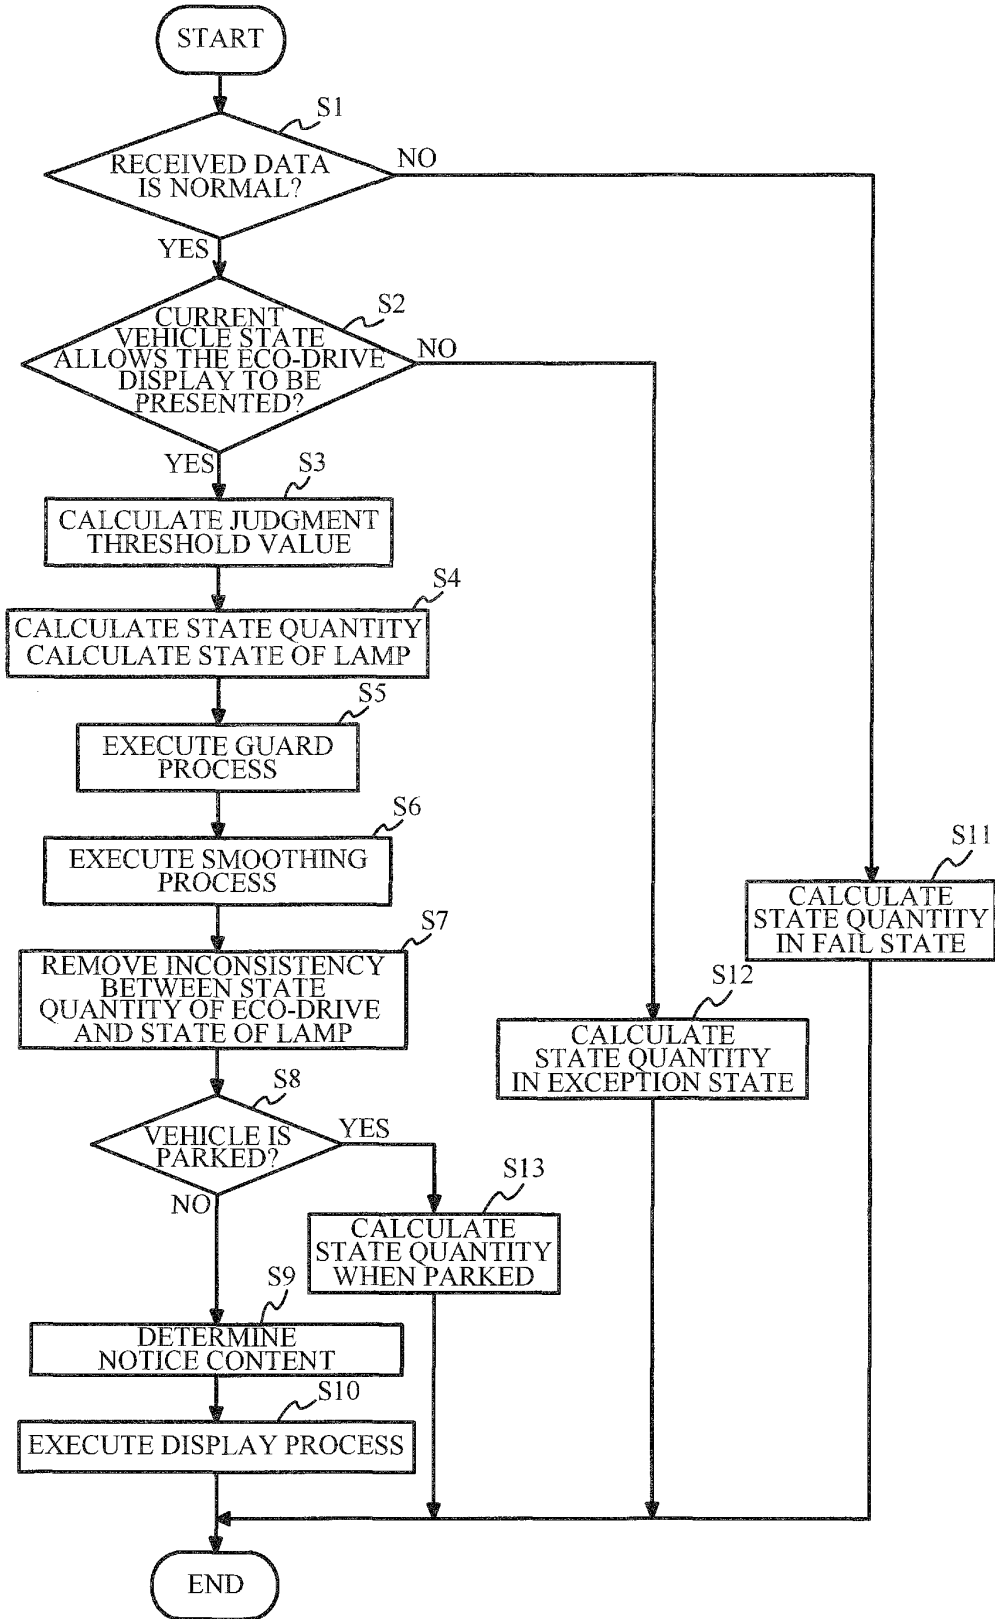 START
S1
RECEIVED DATA
IS NORMAL?
NO
YES
S2
CURRENT
VEHICLE STATE
ALLOWS THE ECO-DRIVE
DISPLAY TO BE
PRESENTED?
NO
YES
S3
CALCULATE JUDGMENT
THRESHOLD VALUE
S4
CALCULATE STATE QUANTITY
CALCULATE STATE OF LAMP
S5
EXECUTE GUARD
PROCESS
S6
EXECUTE SMOOTHING
PROCESS
S11
CALCULATE
STATE QUANTITY
IN FAIL STATE
S7
REMOVE INCONSISTENCY
BETWEEN STATE
QUANTITY OF ECO-DRIVE
AND STATE OF LAMP
S12
CALCULATE
STATE QUANTITY
IN EXCEPTION STATE
S8
VEHICLE IS
PARKED?
YES
NO
S13
CALCULATE
STATE QUANTITY
WHEN PARKED
S9
DETERMINE
NOTICE CONTENT
S10
EXECUTE DISPLAY PROCESS
END